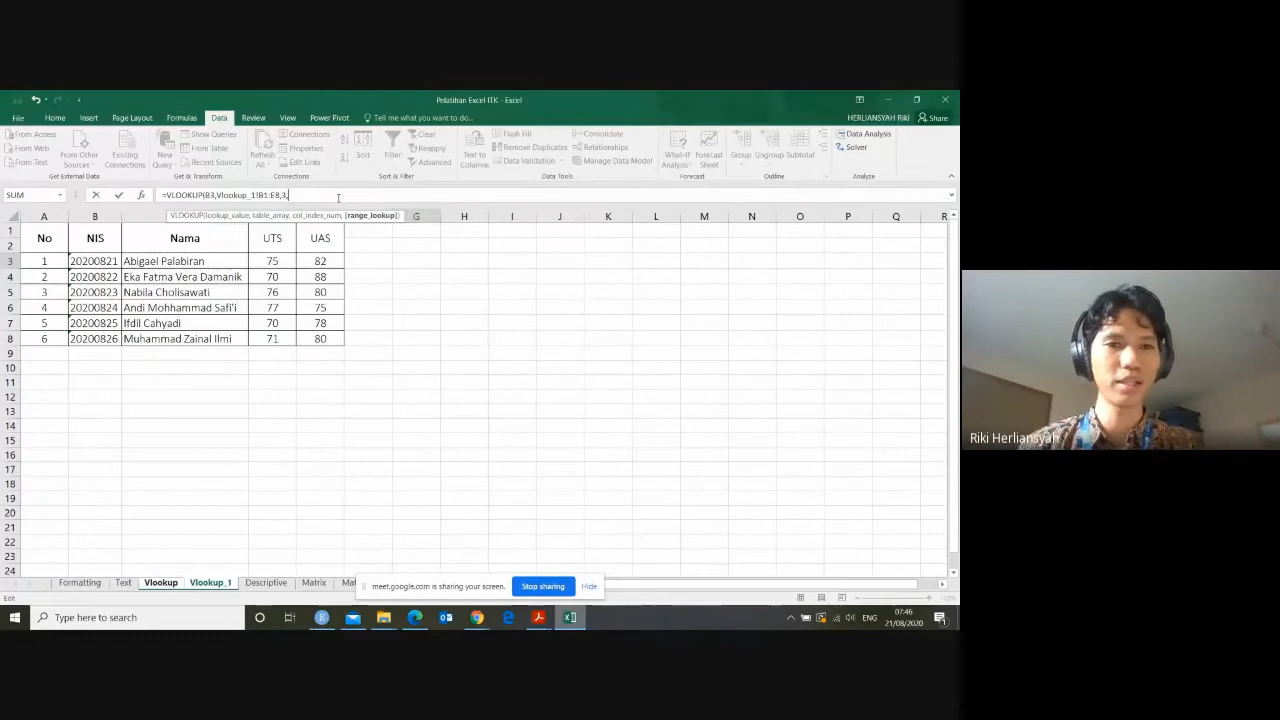 Pelatihan Excel ITK - Excel
File Home Insert Page Layout Formulas Data Review View Power Pivot Tell me what you want to do... HERLIANSYAH RIKI Share
From Access
From Web
From Text
From Other Sources
Existing Connections
Get External Data
New Query
Show Queries
From Table
Recent Sources
Get & Transform
Refresh All
Connections
Properties
Edit Links
Connections
Sort
Filter
Clear
Reapply
Advanced
Sort & Filter
Text to Columns
Flash Fill
Remove Duplicates
Data Validation
Consolidate
Relationships
Manage Data Model
Data Tools
What-If Analysis
Forecast Sheet
Forecast
Group
Ungroup
Subtotal
Outline
Data Analysis
Solver
Analyze
SUM =VLOOKUP(B3,Vlookup_1!B1:E8,3,
VLOOKUP(lookup_value, table_array, col_index_num, [range_lookup])
A B G H I J K L M N O P Q R
1 No NIS Nama UTS UAS
2
3 1 20200821 Abigael Palabiran 75 82
4 2 20200822 Eka Fatma Vera Damanik 70 88
5 3 20200823 Nabila Cholisawati 76 80
6 4 20200824 Andi Mohhammad Safi'i 77 75
7 5 20200825 Ifdil Cahyadi 70 78
8 6 20200826 Muhammad Zainal Ilmi 71 80
9
10
11
12
13
14
15
16
17
18
19
20
21
22
23
24
Formatting Text Vlookup Vlookup_1 Descriptive Matrix Mat
meet.google.com is sharing your screen. Stop sharing Hide
Edit
Type here to search
ENG
07:46
21/08/2020
Riki Herliansyah